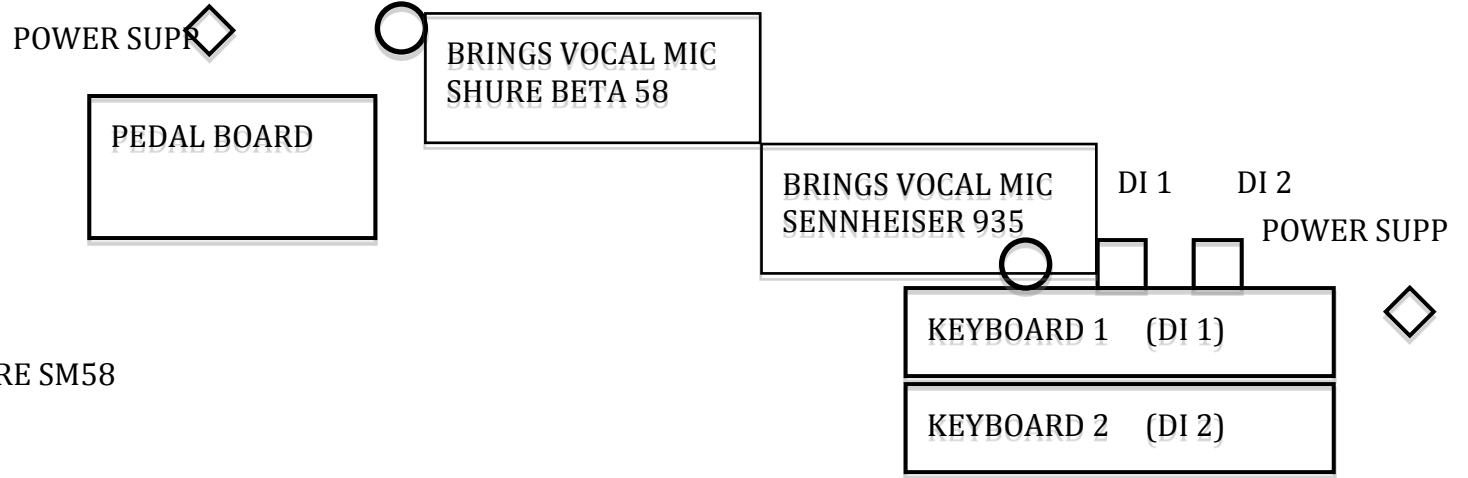 POWER SUPP
BRINGS VOCAL MIC
SHURE BETA 58
PEDAL BOARD
BRINGS VOCAL MIC
SENNHEISER 935
DI 1
DI 2
POWER SUPP
KEYBOARD 1 (DI 1)
RE SM58
KEYBOARD 2 (DI 2)